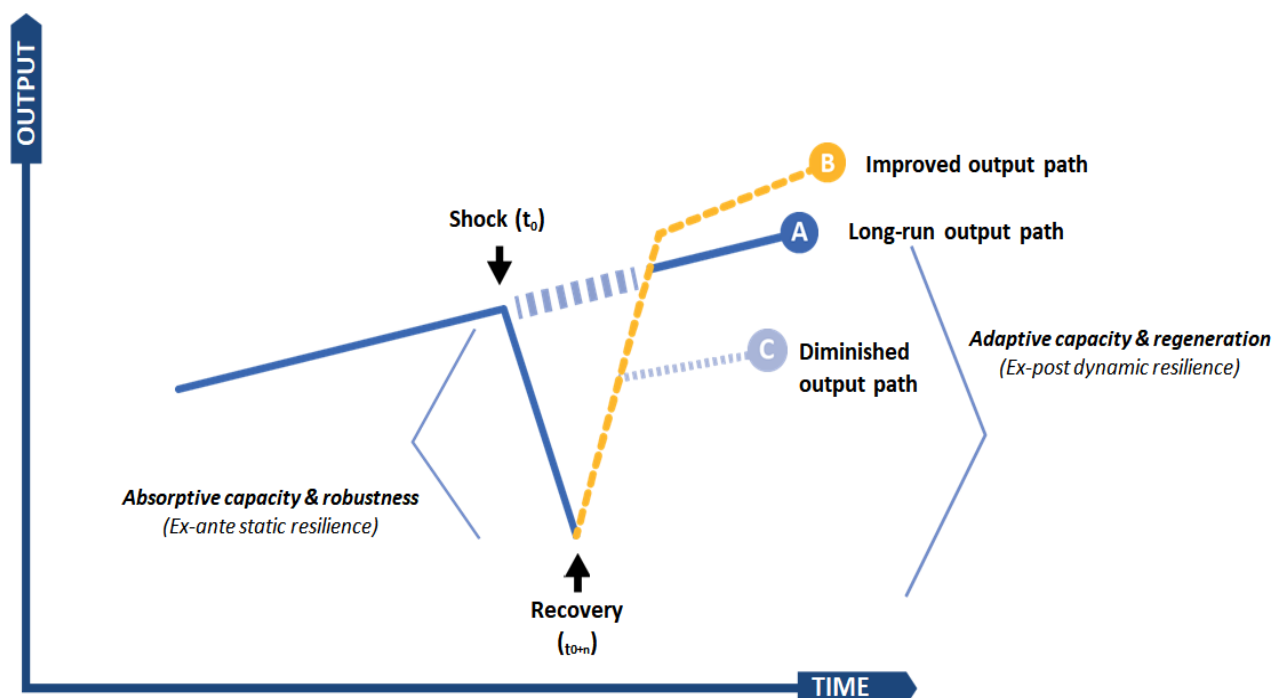 OUTPUT
B
Improved output path
Shock (t₀)
A
Long-run output path
C
Diminished
output path
Adaptive capacity & regeneration
(Ex-post dynamic resilience)
Absorptive capacity & robustness
(Ex-ante static resilience)
Recovery
(t0+n)
TIME